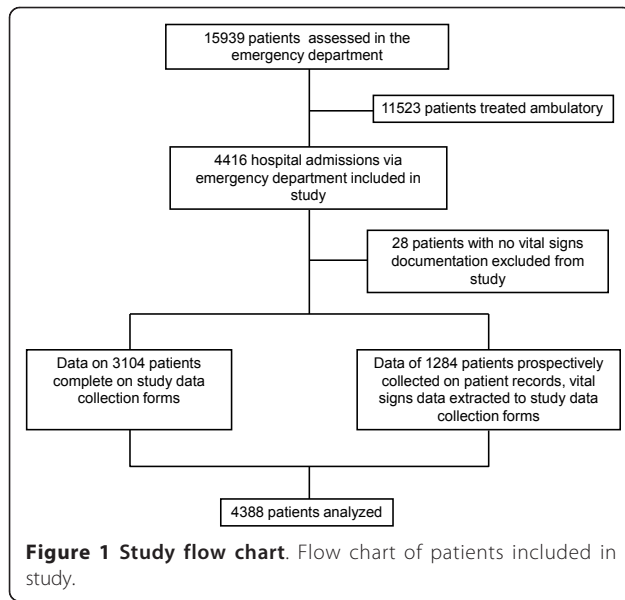 15939 patients assessed in the
emergency department
11523 patients treated ambulatory
4416 hospital admissions via
emergency department included in
study
28 patients with no vital signs
documentation excluded from
study
Data on 3104 patients
complete on study data
collection forms
Data of 1284 patients prospectively
collected on patient records, vital
signs data extracted to study data
collection forms
4388 patients analyzed
Figure 1 Study flow chart. Flow chart of patients included in
study.